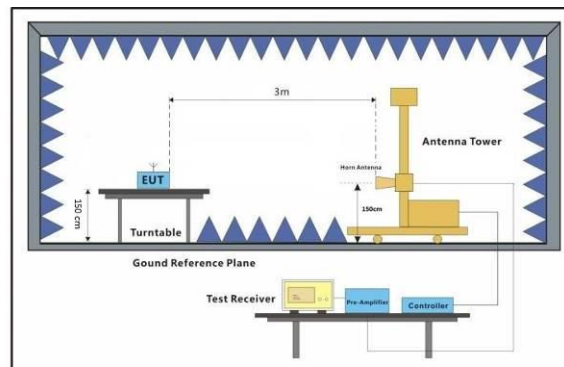 3m
Antenna Tower
Horn Antenna
EUT
150 cm
150cm
Turntable
Gound Reference Plane
Test Receiver
Pre-Amplifier
Controller